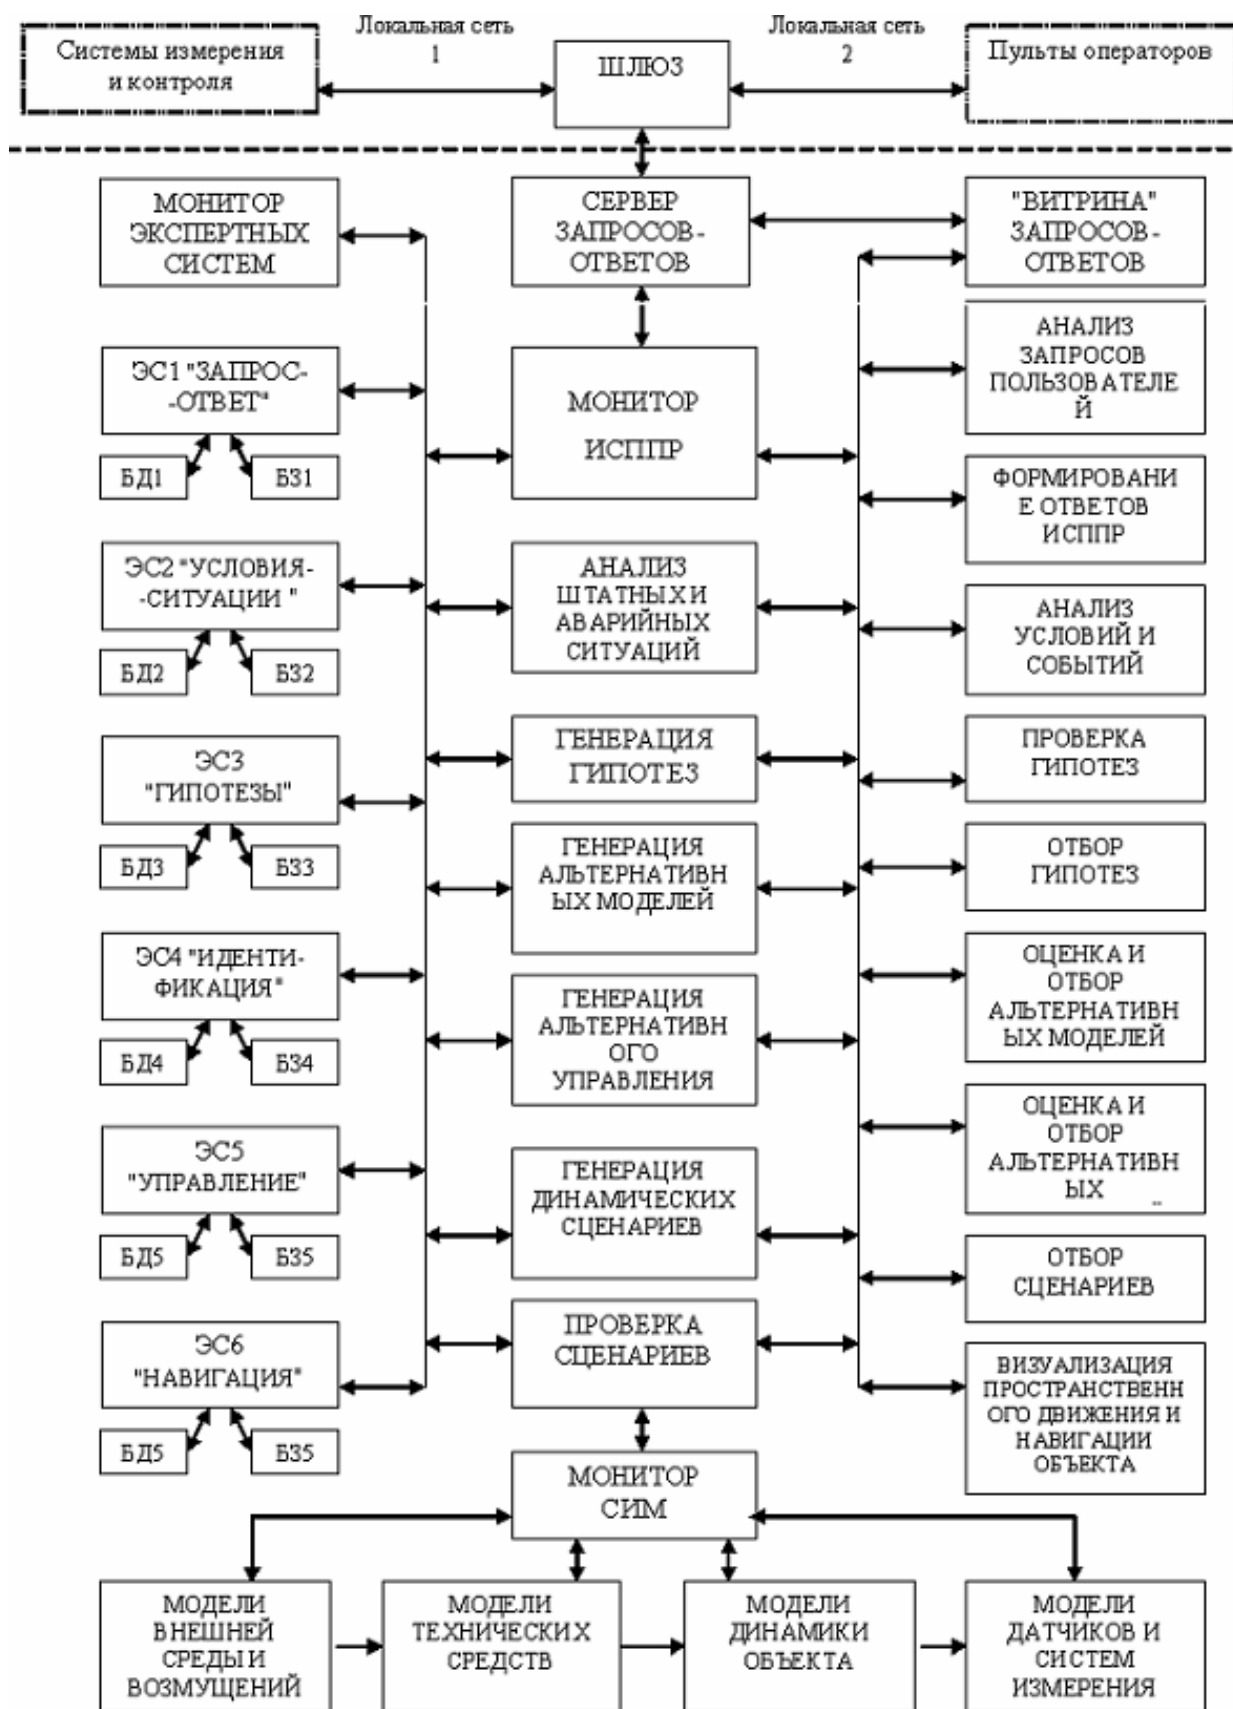 Локальная сеть
1
Локальная сеть
2
Системы измерения
и контроля
ШЛЮЗ
Пульты операторов
МОНИТОР
ЭКСПЕРТНЫХ
СИСТЕМ
СЕРВЕР
ЗАПРОСОВ-
ОТВЕТОВ
"ВИТРИНА"
ЗАПРОСОВ-
ОТВЕТОВ
ЭС1 "ЗАПРОС-
-ОТВЕТ"
БД1
БЗ1
МОНИТОР
ИСППР
АНАЛИЗ
ЗАПРОСОВ
ПОЛЬЗОВАТЕЛЕ
Й
ФОРМИРОВАНИ
Е ОТВЕТОВ
ИСППР
ЭС2 "УСЛОВИЯ-
-СИТУАЦИИ "
БД2
БЗ2
АНАЛИЗ
ШТАТНЫХ И
АВАРИЙНЫХ
СИТУАЦИЙ
АНАЛИЗ
УСЛОВИЙ И
СОБЫТИЙ
ЭС3
"ГИПОТЕЗЫ"
БД3
БЗ3
ГЕНЕРАЦИЯ
ГИПОТЕЗ
ПРОВЕРКА
ГИПОТЕЗ
ГЕНЕРАЦИЯ
АЛЬТЕРНАТИВН
ЫХ МОДЕЛЕЙ
ОТБОР
ГИПОТЕЗ
ЭС4 "ИДЕНТИ-
ФИКАЦИЯ"
БД4
БЗ4
ГЕНЕРАЦИЯ
АЛЬТЕРНАТИВН
ОГО
УПРАВЛЕНИЯ
ОЦЕНКА И
ОТБОР
АЛЬТЕРНАТИВН
ЫХ МОДЕЛЕЙ
ЭС5
"УПРАВЛЕНИЕ"
БД5
БЗ5
ГЕНЕРАЦИЯ
ДИНАМИЧЕСКИХ
СЦЕНАРИЕВ
ОЦЕНКА И
ОТБОР
АЛЬТЕРНАТИВН
ЫХ
ОТБОР
СЦЕНАРИЕВ
ЭС6
"НАВИГАЦИЯ"
БД5
БЗ5
ПРОВЕРКА
СЦЕНАРИЕВ
ВИЗУАЛИЗАЦИЯ
ПРОСТРАНСТВЕНН
ОГО ДВИЖЕНИЯ И
НАВИГАЦИИ
ОБЪЕКТА
МОНИТОР
СИМ
МОДЕЛИ
ВНЕШНЕЙ
СРЕДЫ И
ВОЗМУЩЕНИЙ
МОДЕЛИ
ТЕХНИЧЕСКИХ
СРЕДСТВ
МОДЕЛИ
ДИНАМИКИ
ОБЪЕКТА
МОДЕЛИ
ДАТЧИКОВ И
СИСТЕМ
ИЗМЕРЕНИЯ